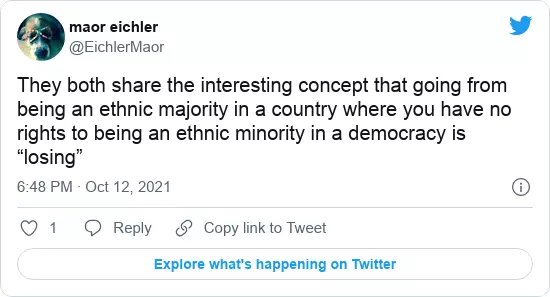 maor eichler
@EichlerMaor
They both share the interesting concept that going from
being an ethnic majority in a country where you have no
rights to being an ethnic minority in a democracy is
“losing”
6:48 PM · Oct 12, 2021
1 Reply Copy link to Tweet
Explore what's happening on Twitter